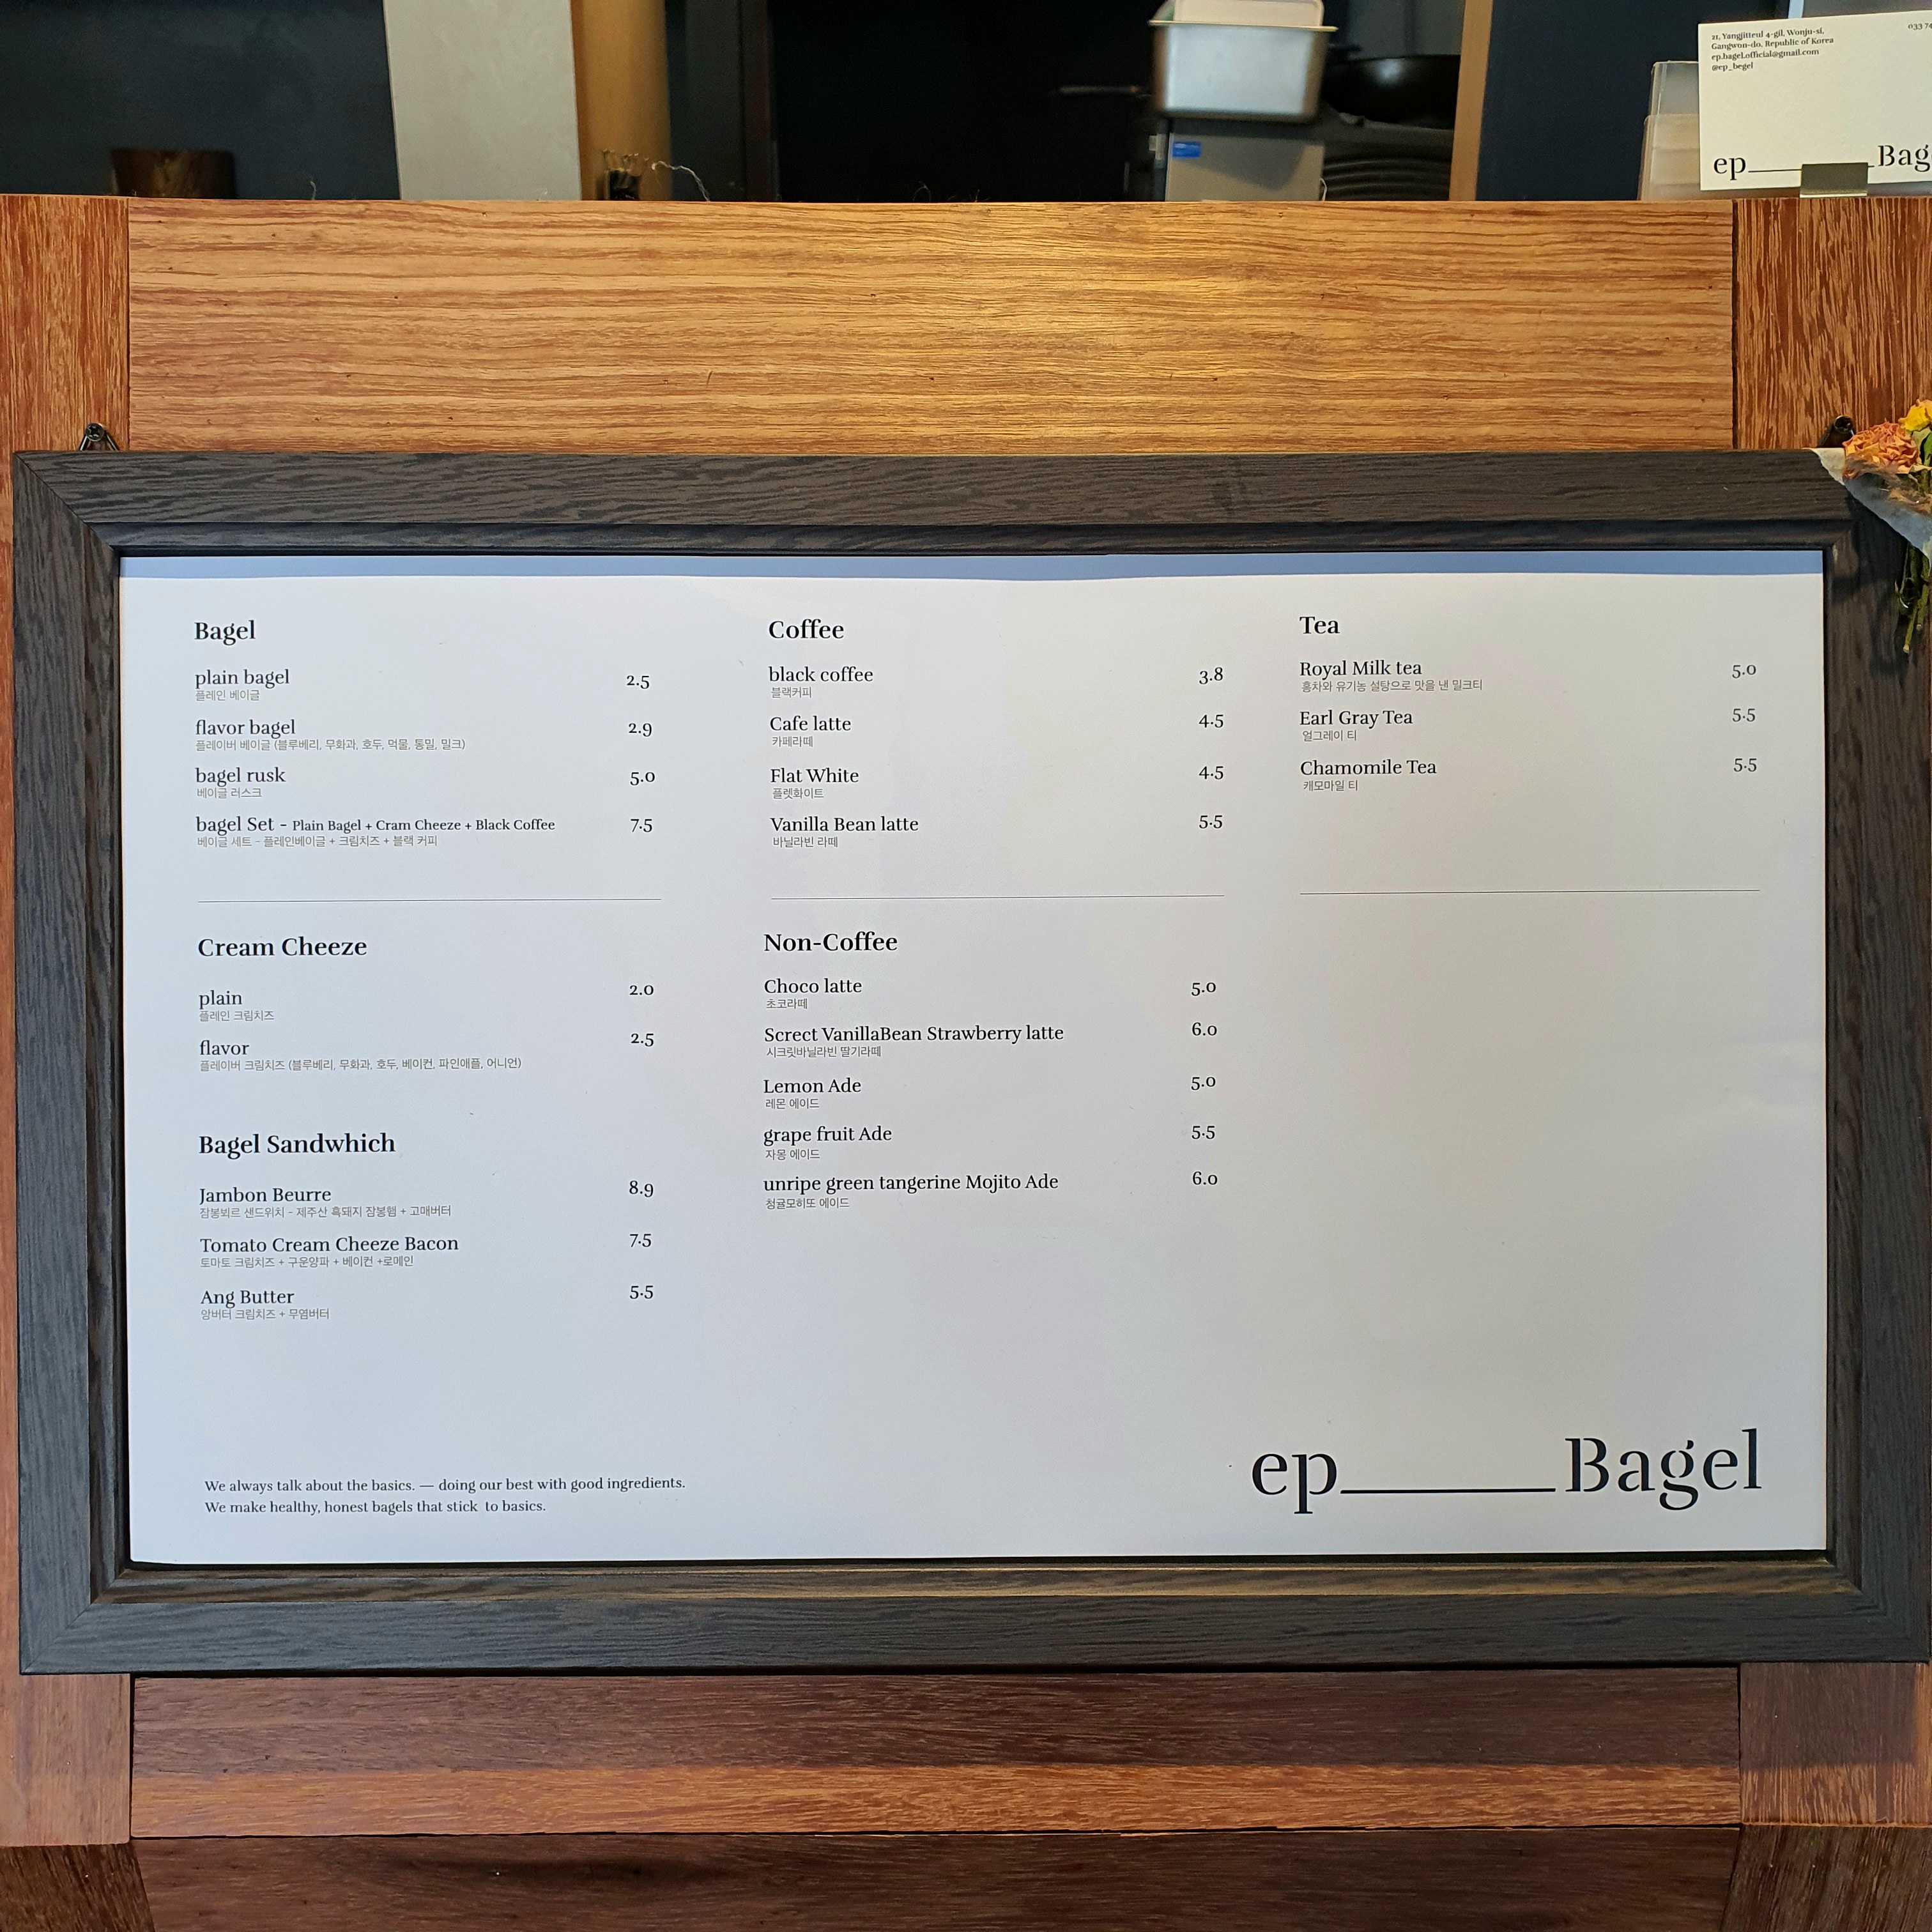 21, Yangjitteul 4-gil, Wonju-si,
Gangwon-do, Republic of Korea
ep.bagel.official@gmail.com
@ep_begel
033 74
ep Bag
Bagel
plain bagel 2.5
플레인 베이글
flavor bagel 2.9
플레이버 베이글 (블루베리, 무화과, 호두, 먹물, 통밀, 밀크)
bagel rusk 5.0
베이글 러스크
bagel Set - Plain Bagel + Cram Cheeze + Black Coffee 7.5
베이글 세트 - 플레인베이글 + 크림치즈 + 블랙 커피
Cream Cheeze
plain 2.0
플레인 크림치즈
flavor 2.5
플레이버 크림치즈 (블루베리, 무화과, 호두, 베이컨, 파인애플, 어니언)
Bagel Sandwhich
Jambon Beurre 8.9
잠봉뵈르 샌드위치 - 제주산 흑돼지 잠봉햄 + 고메버터
Tomato Cream Cheeze Bacon 7.5
토마토 크림치즈 + 구운양파 + 베이컨 +로메인
Ang Butter 5.5
앙버터 크림치즈 + 무염버터
Coffee
black coffee 3.8
블랙커피
Cafe latte 4.5
카페라떼
Flat White 4.5
플렛화이트
Vanilla Bean latte 5.5
바닐라빈 라떼
Non-Coffee
Choco latte 5.0
초코라떼
Screct VanillaBean Strawberry latte 6.0
시크릿바닐라빈 딸기라떼
Lemon Ade 5.0
레몬 에이드
grape fruit Ade 5.5
자몽 에이드
unripe green tangerine Mojito Ade 6.0
청귤모히또 에이드
Tea
Royal Milk tea 5.0
홍차와 유기농 설탕으로 맛을 낸 밀크티
Earl Gray Tea 5.5
얼그레이 티
Chamomile Tea 5.5
캐모마일 티
We always talk about the basics. — doing our best with good ingredients.
We make healthy, honest bagels that stick to basics.
ep Bagel